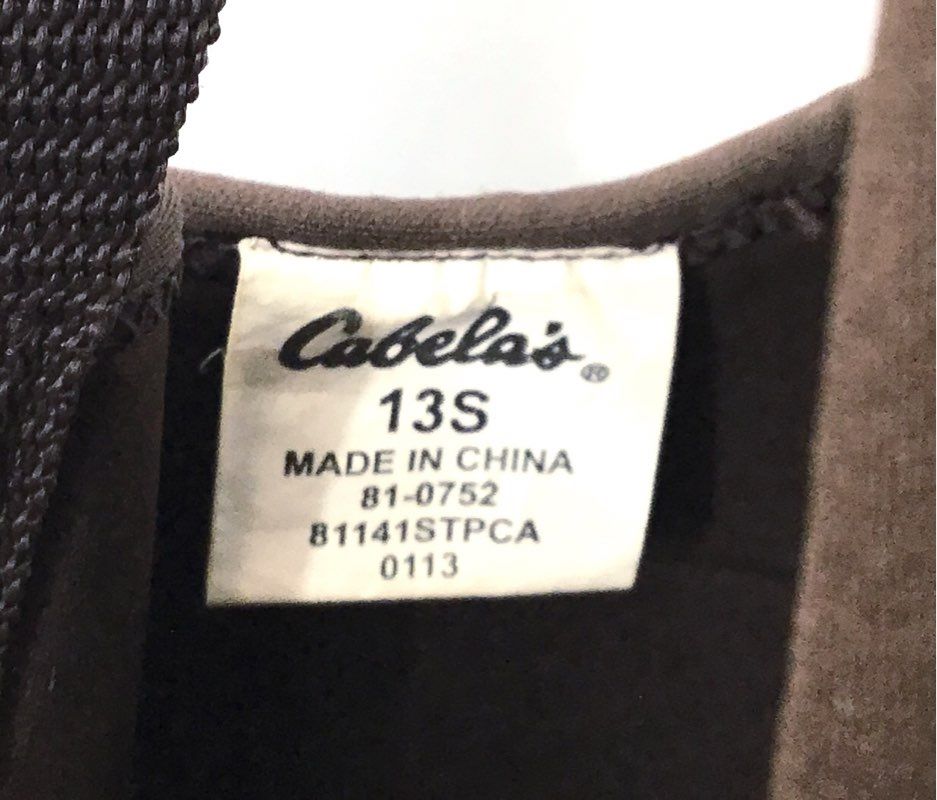 Cabela's®
13S
MADE IN CHINA
81-0752
81141STPCA
0113